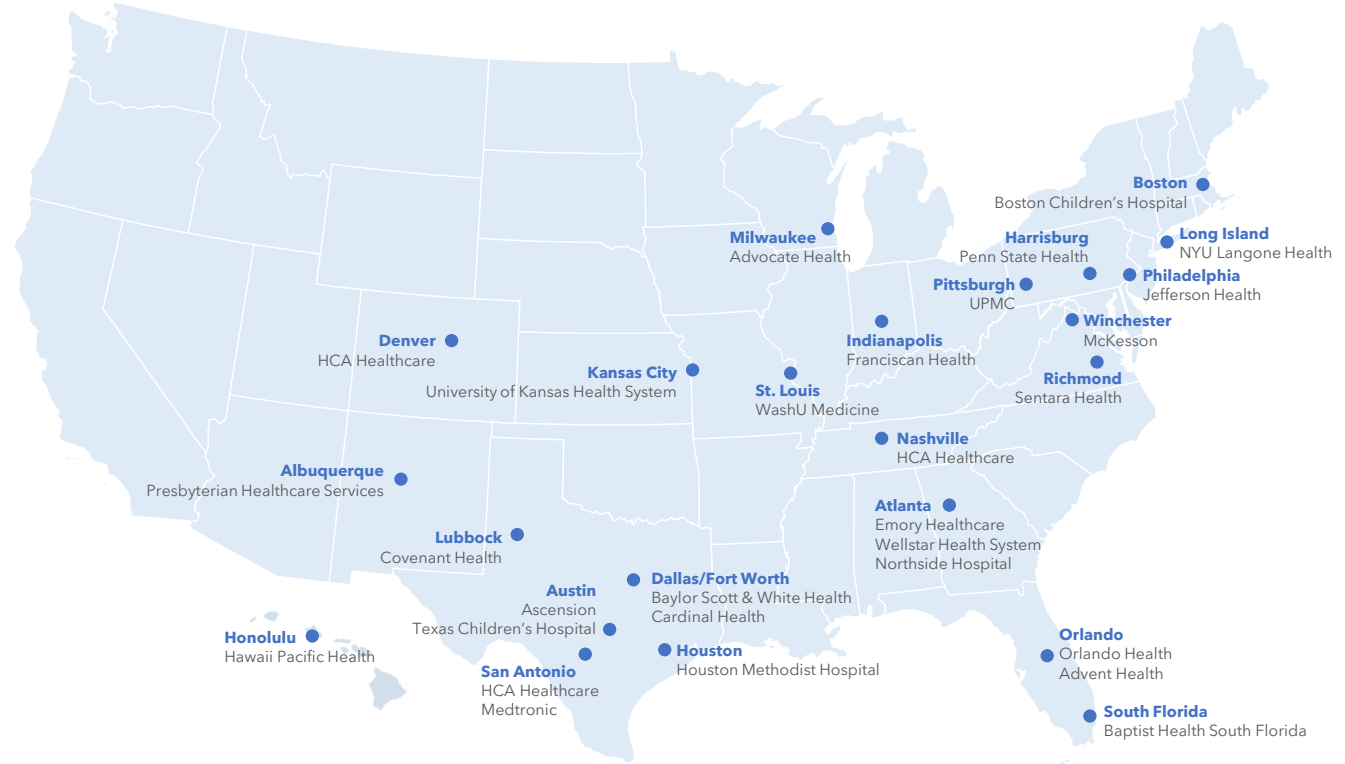 Boston
Boston Children’s Hospital
Milwaukee
Advocate Health
Harrisburg
Penn State Health
Long Island
NYU Langone Health
Pittsburgh
UPMC
Philadelphia
Jefferson Health
Winchester
McKesson
Denver
HCA Healthcare
Indianapolis
Franciscan Health
Kansas City
University of Kansas Health System
St. Louis
WashU Medicine
Richmond
Sentara Health
Nashville
HCA Healthcare
Albuquerque
Presbyterian Healthcare Services
Atlanta
Emory Healthcare
Wellstar Health System
Northside Hospital
Lubbock
Covenant Health
Dallas/Fort Worth
Baylor Scott & White Health
Cardinal Health
Austin
Ascension
Texas Children’s Hospital
Honolulu
Hawaii Pacific Health
Houston
Houston Methodist Hospital
San Antonio
HCA Healthcare
Medtronic
Orlando
Orlando Health
Advent Health
South Florida
Baptist Health South Florida